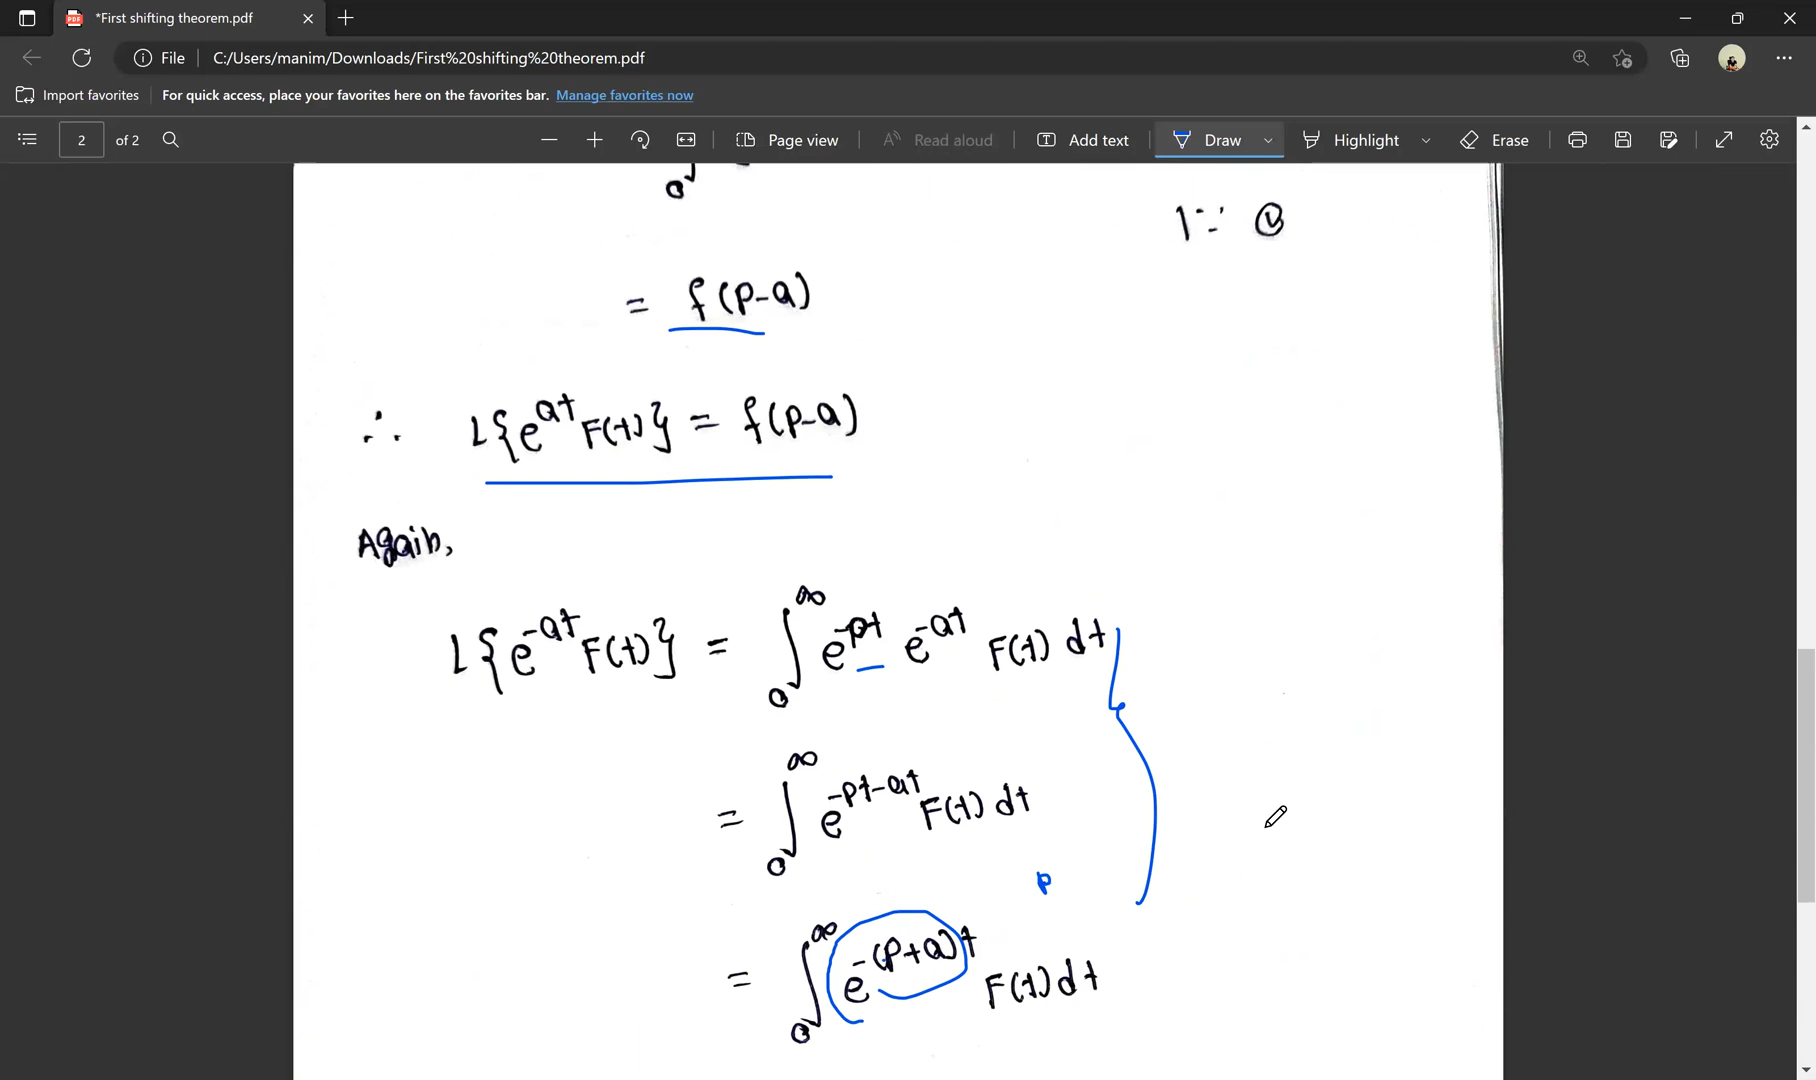 *First shifting theorem.pdf
File C:/Users/manim/Downloads/First%20shifting%20theorem.pdf
Import favorites For quick access, place your favorites here on the favorites bar. Manage favorites now
2 of 2 Page view Read aloud Add text Draw Highlight Erase
0
|∵
= f(p-a)
∴ L{e^{at} F(t)} = f(p-a)
Again,
L{e^{-at} F(t)} = ∫_0^∞ e^{-pt} e^{-at} F(t) dt
= ∫_0^∞ e^{-pt-at} F(t) dt
p
= ∫_0^∞ e^{-(p+a)t} F(t) dt